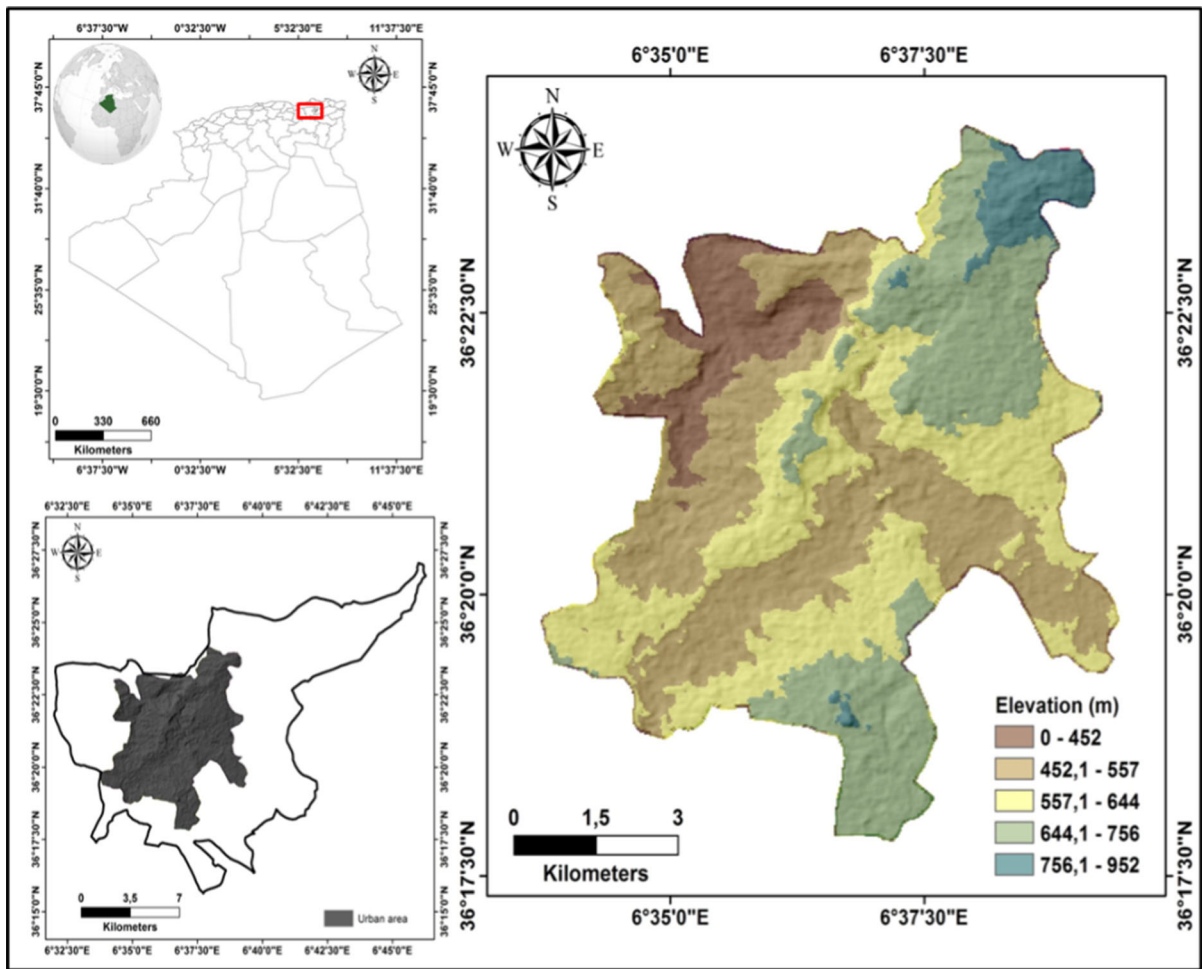 6°37'30"W 0°32'30"W 5°32'30"E 11°37'30"E
37°45'0"N
31°40'0"N
25°35'0"N
19°30'0"N
N
W E
S
37°45'0"N
31°40'0"N
25°35'0"N
19°30'0"N
0 330 660
Kilometers
6°37'30"W 0°32'30"W 5°32'30"E 11°37'30"E
6°32'30"E 6°35'0"E 6°37'30"E 6°40'0"E 6°42'30"E 6°45'0"E
36°27'30"N
36°25'0"N
36°22'30"N
36°20'0"N
36°17'30"N
36°15'0"N
N
W E
S
36°27'30"N
36°25'0"N
36°22'30"N
36°20'0"N
36°17'30"N
36°15'0"N
0 3,5 7
Kilometers
Urban area
6°32'30"E 6°35'0"E 6°37'30"E 6°40'0"E 6°42'30"E 6°45'0"E
6°35'0"E 6°37'30"E
36°22'30"N
36°20'0"N
36°17'30"N
N
W E
S
36°22'30"N
36°20'0"N
36°17'30"N
Elevation (m)
0 - 452
452,1 - 557
557,1 - 644
644,1 - 756
756,1 - 952
0 1,5 3
Kilometers
6°35'0"E 6°37'30"E